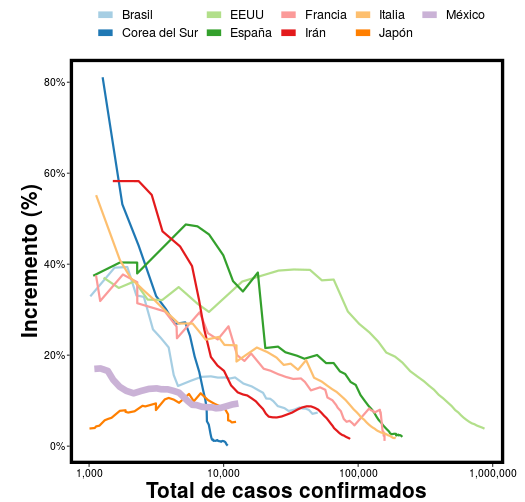 Brasil EEUU Francia Italia México
Corea del Sur España Irán Japón
80%
60%
40%
20%
0%
Incremento (%)
1,000 10,000 100,000 1,000,000
Total de casos confirmados